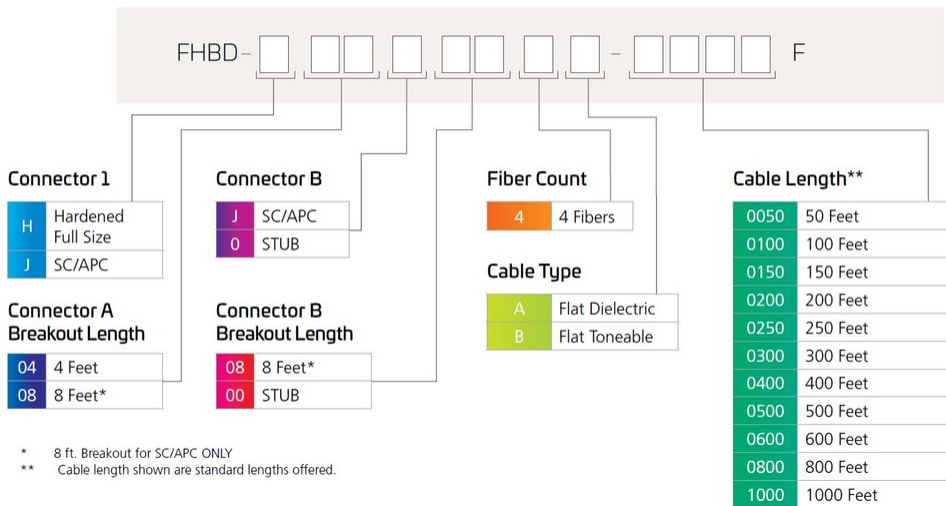 FHBD- – F
Connector 1
H Hardened
Full Size
J SC/APC
Connector A
Breakout Length
04 4 Feet
08 8 Feet*
Connector B
J SC/APC
0 STUB
Connector B
Breakout Length
08 8 Feet*
00 STUB
Fiber Count
4 4 Fibers
Cable Type
A Flat Dielectric
B Flat Toneable
Cable Length**
0050 50 Feet
0100 100 Feet
0150 150 Feet
0200 200 Feet
0250 250 Feet
0300 300 Feet
0400 400 Feet
0500 500 Feet
0600 600 Feet
0800 800 Feet
1000 1000 Feet
* 8 ft. Breakout for SC/APC ONLY
** Cable length shown are standard lengths offered.